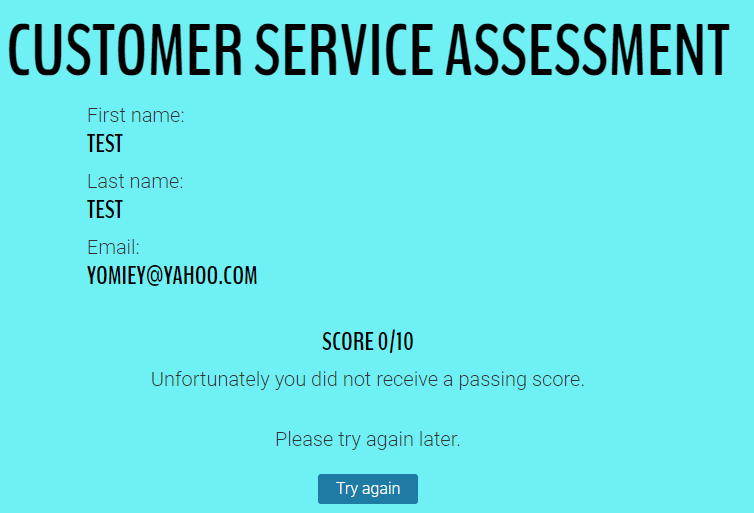 CUSTOMER SERVICE ASSESSMENT
First name:
TEST
Last name:
TEST
Email:
YOMIEY@YAHOO.COM
SCORE 0/10
Unfortunately you did not receive a passing score.
Please try again later.
Try again